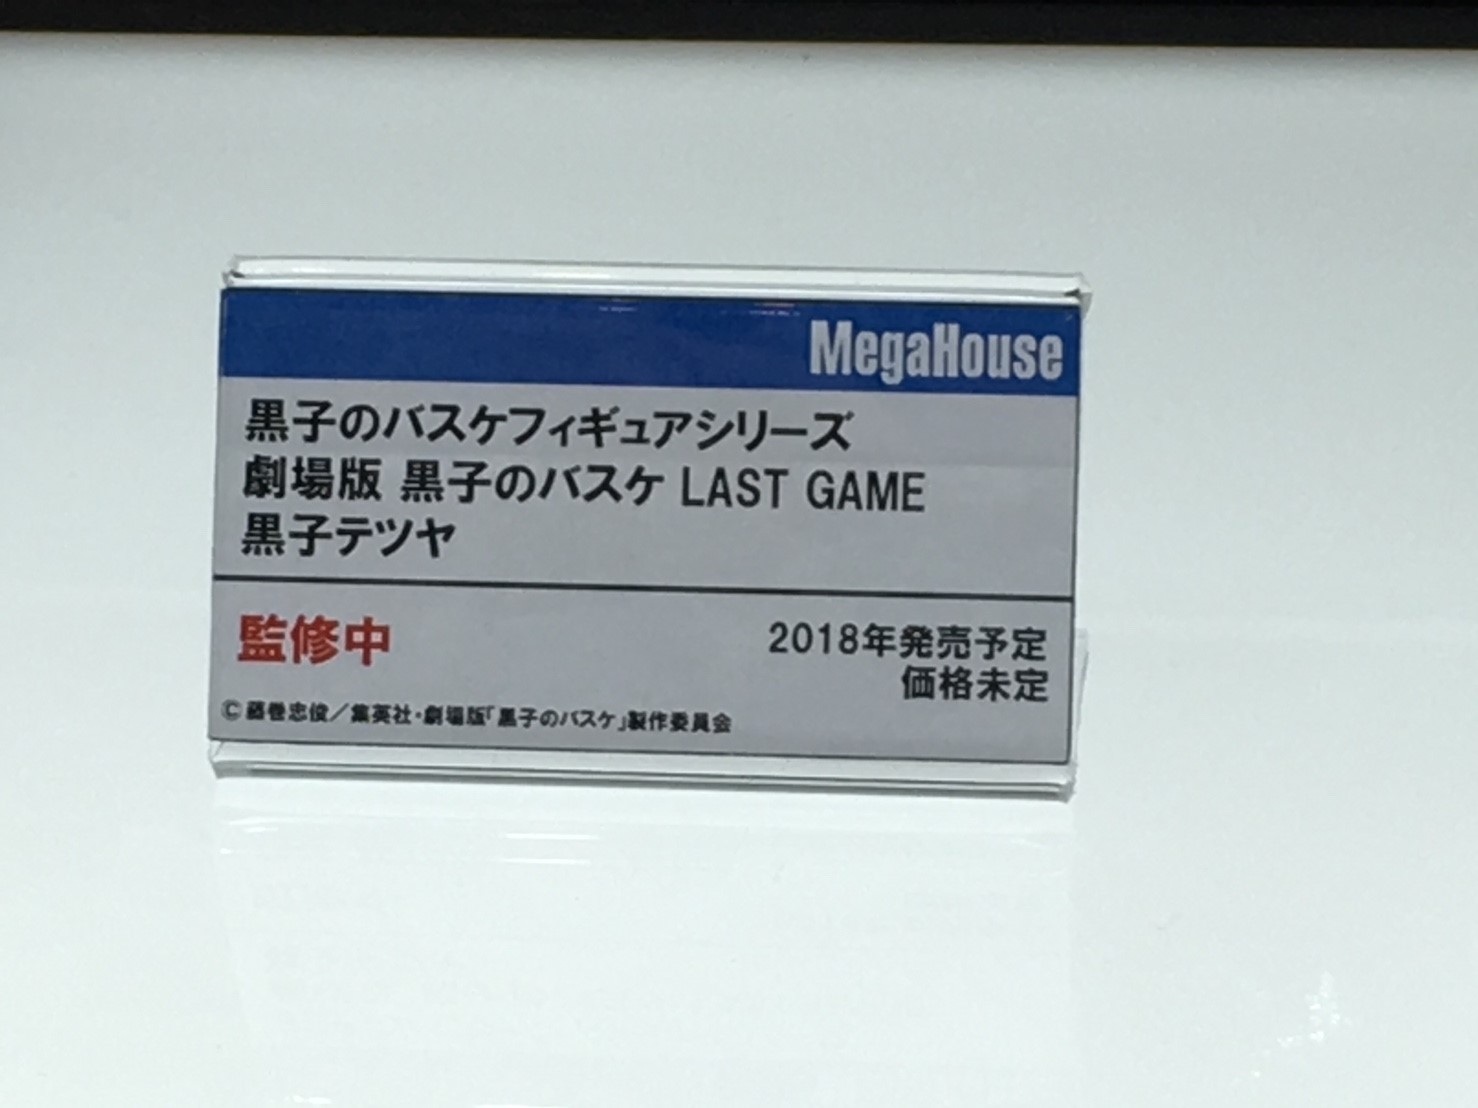 MegaHouse
黒子のバスケフィギュアシリーズ
劇場版 黒子のバスケ LAST GAME
黒子テツヤ
監修中
2018年発売予定
価格未定
©藤巻忠俊／集英社・劇場版「黒子のバスケ」製作委員会